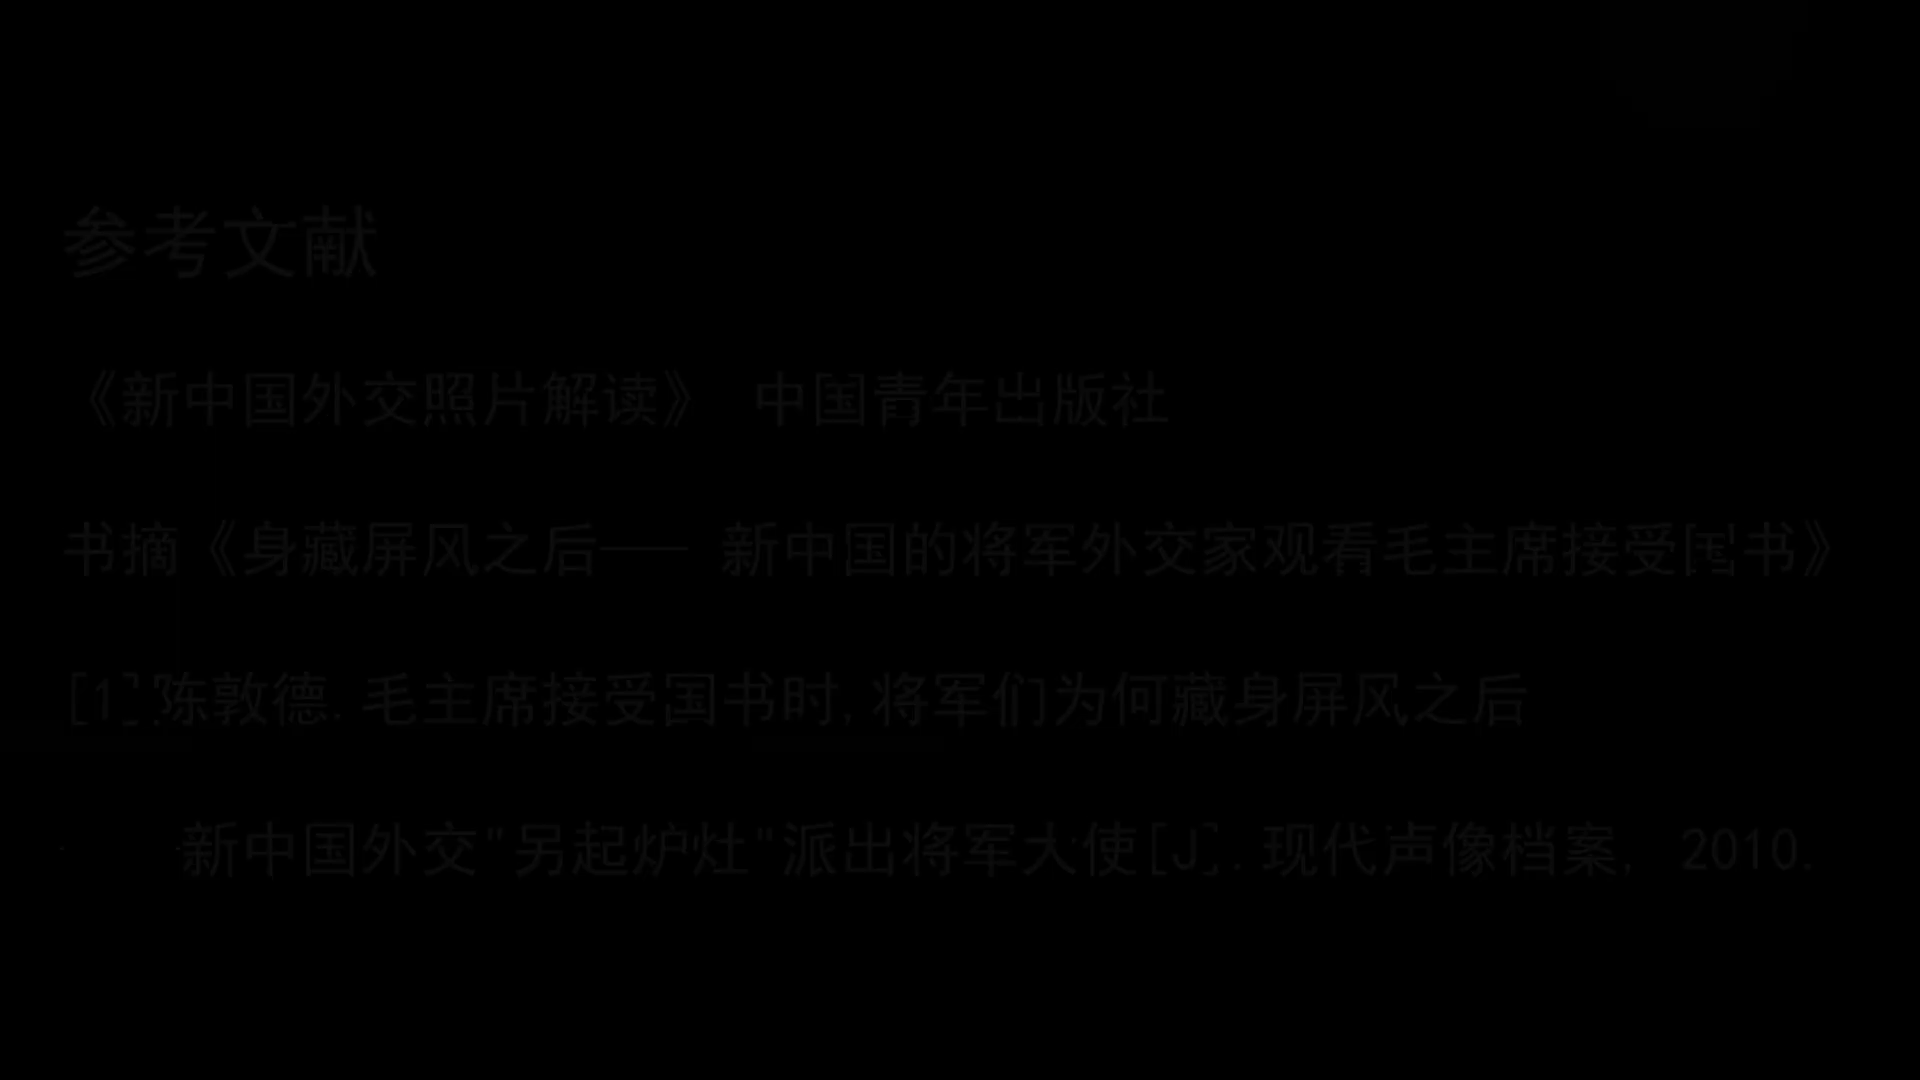 参考文献
《新中国外交照片解读》 中国青年出版社
书摘《身藏屏风之后—— 新中国的将军外交家观看毛主席接受国书》
[1].陈敦德.毛主席接受国书时,将军们为何藏身屏风之后
新中国外交"另起炉灶"派出将军大使[J].现代声像档案, 2010.